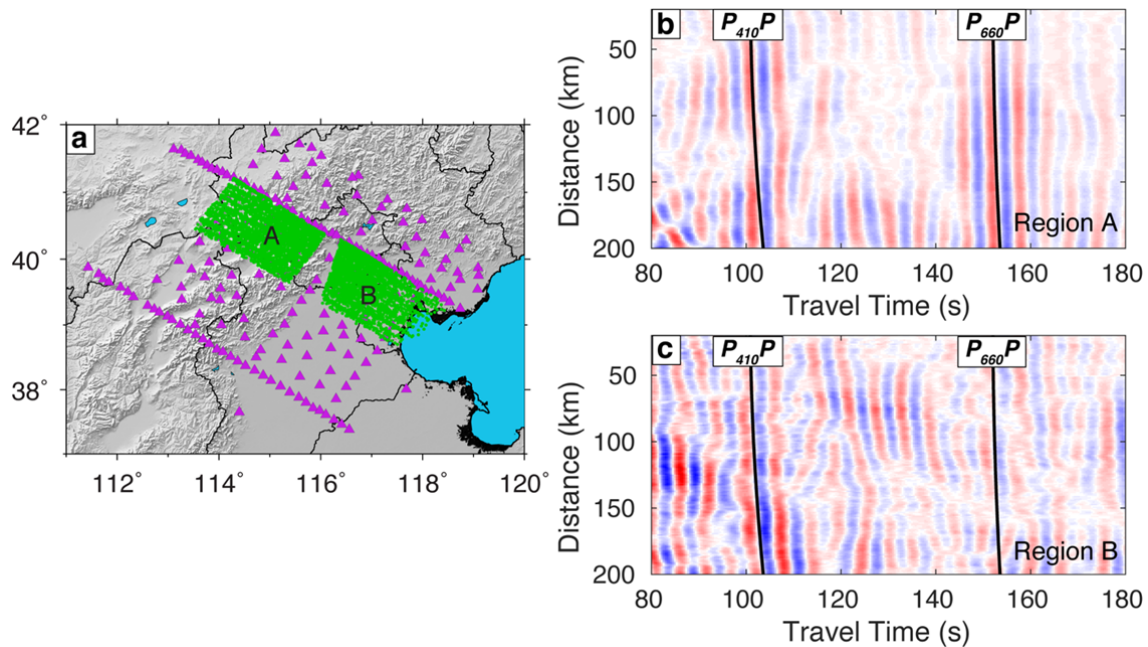 a
42˚
40˚
38˚
112˚
114˚
116˚
118˚
120˚
A
B
b
P410P
P660P
50
100
150
200
Distance (km)
Region A
80
100
120
140
160
180
Travel Time (s)
c
P410P
P660P
50
100
150
200
Distance (km)
Region B
80
100
120
140
160
180
Travel Time (s)